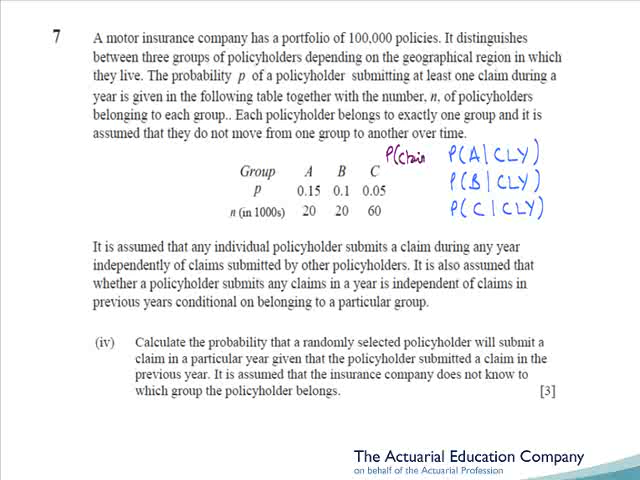 7 A motor insurance company has a portfolio of 100,000 policies. It distinguishes
between three groups of policyholders depending on the geographical region in which
they live. The probability p of a policyholder submitting at least one claim during a
year is given in the following table together with the number, n, of policyholders
belonging to each group.. Each policyholder belongs to exactly one group and it is
assumed that they do not move from one group to another over time.
P(Claim P(A|CLY)
Group A B C
P(B|CLY)
p 0.15 0.1 0.05
P(C|CLY)
n (in 1000s) 20 20 60
It is assumed that any individual policyholder submits a claim during any year
independently of claims submitted by other policyholders. It is also assumed that
whether a policyholder submits any claims in a year is independent of claims in
previous years conditional on belonging to a particular group.
(iv) Calculate the probability that a randomly selected policyholder will submit a
claim in a particular year given that the policyholder submitted a claim in the
previous year. It is assumed that the insurance company does not know to
which group the policyholder belongs. [3]
The Actuarial Education Company
on behalf of the Actuarial Profession